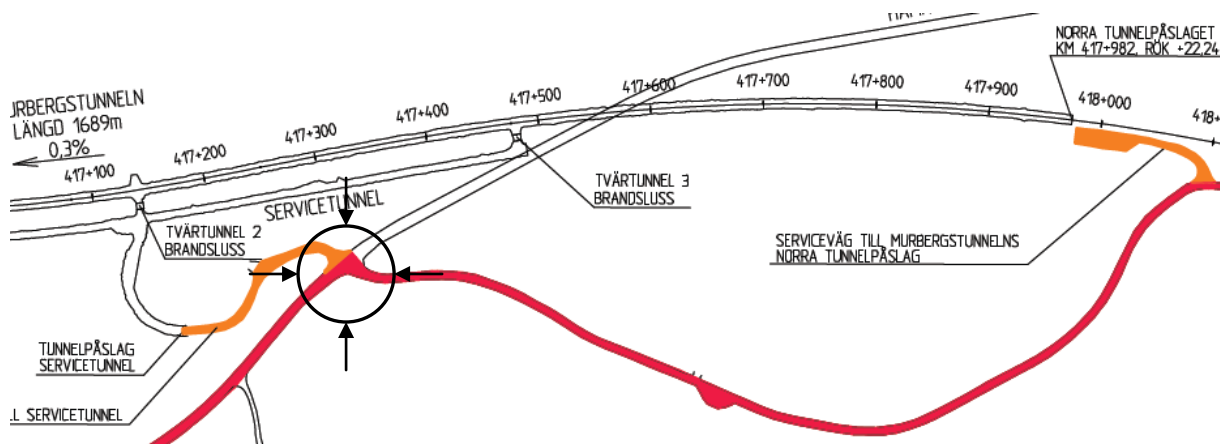 NORRA TUNNELPÅSLAGET
KM 417+982, RÖK +22,24
URBERGSTUNNELN
LÄNGD 1689m
0,3%
417+100
417+200
417+300
417+400
417+500
417+600
417+700
417+800
417+900
418+000
418+
TVÄRTUNNEL 3
BRANDSLUSS
SERVICETUNNEL
TVÄRTUNNEL 2
BRANDSLUSS
SERVICEVÄG TILL MURBERGSTUNNELNS
NORRA TUNNELPÅSLAG
TUNNELPÅSLAG
SERVICETUNNEL
LL SERVICETUNNEL